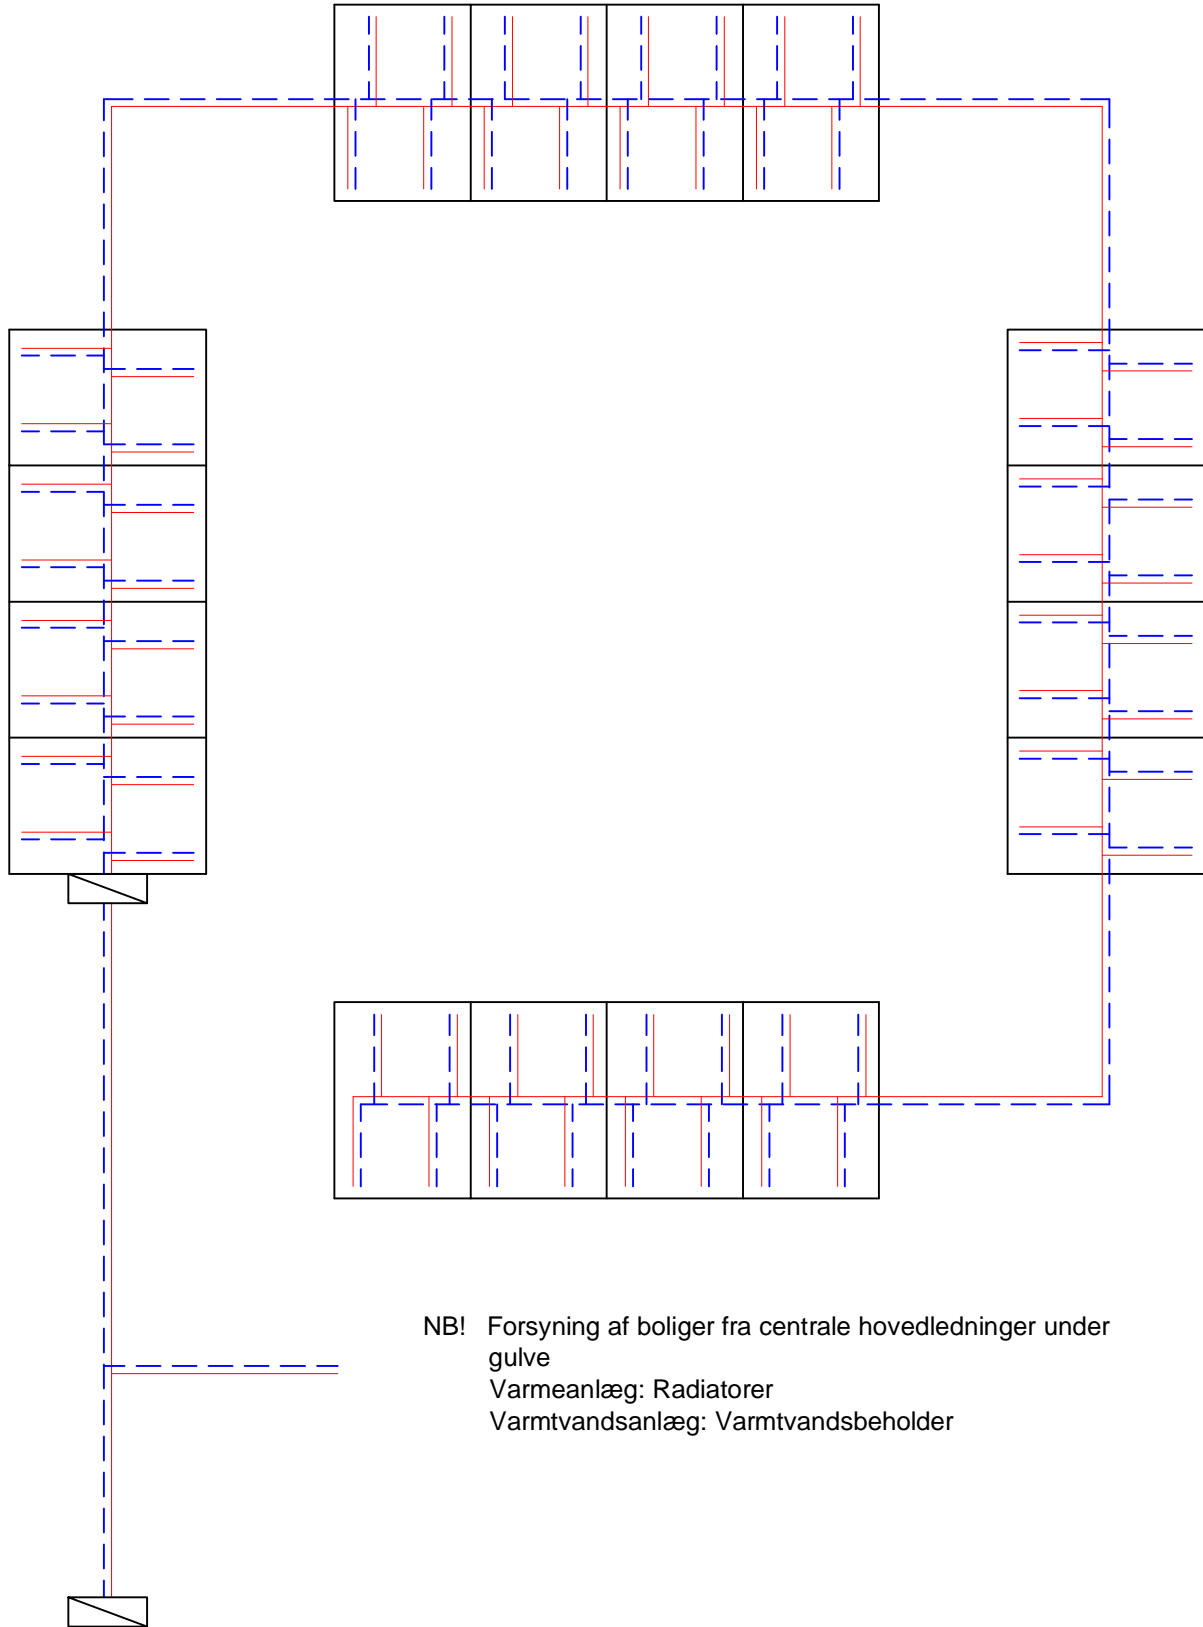 NB! Forsyning af boliger fra centrale hovedledninger under
gulve
Varmeanlæg: Radiatorer
Varmtvandsanlæg: Varmtvandsbeholder